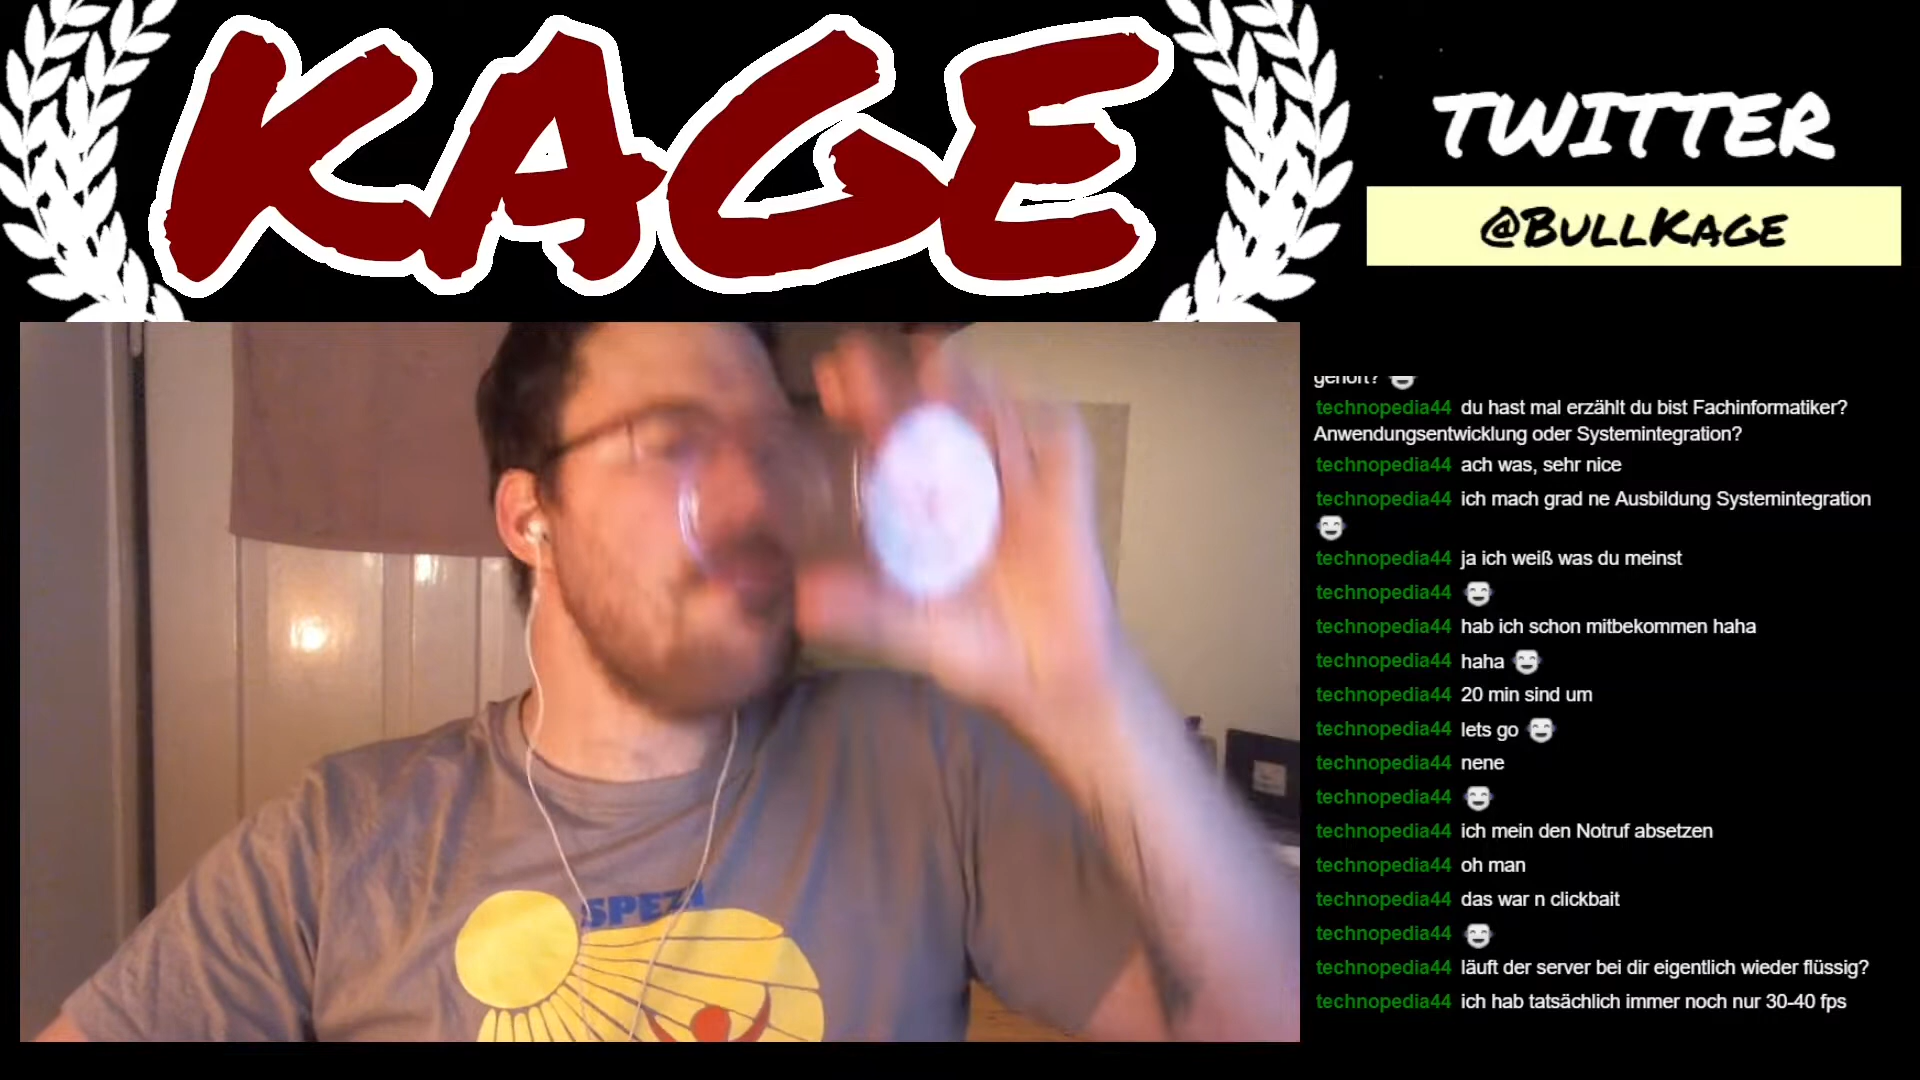 KAGE
TWITTER
@BullKage
SPEZI
gehört?
technopedia44 du hast mal erzählt du bist Fachinformatiker?
Anwendungsentwicklung oder Systemintegration?
technopedia44 ach was, sehr nice
technopedia44 ich mach grad ne Ausbildung Systemintegration
technopedia44 ja ich weiß was du meinst
technopedia44
technopedia44 hab ich schon mitbekommen haha
technopedia44 haha
technopedia44 20 min sind um
technopedia44 lets go
technopedia44 nene
technopedia44
technopedia44 ich mein den Notruf absetzen
technopedia44 oh man
technopedia44 das war n clickbait
technopedia44
technopedia44 läuft der server bei dir eigentlich wieder flüssig?
technopedia44 ich hab tatsächlich immer noch nur 30-40 fps